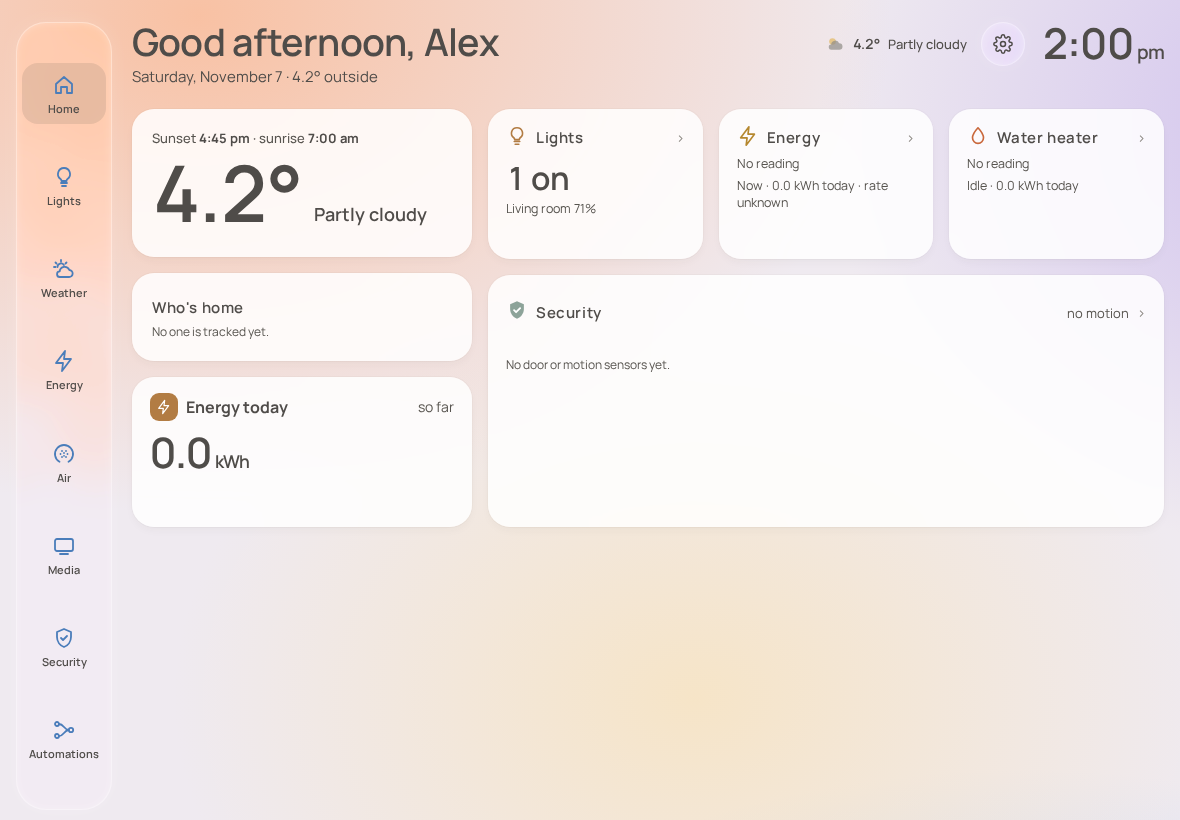 Home
Lights
Weather
Energy
Air
Media
Security
Automations
Good afternoon, Alex
Saturday, November 7 · 4.2° outside
4.2° Partly cloudy
2:00 pm
Sunset 4:45 pm · sunrise 7:00 am
4.2° Partly cloudy
Who's home
No one is tracked yet.
Energy today so far
0.0 kWh
Lights
1 on
Living room 71%
Energy
No reading
Now · 0.0 kWh today · rate
unknown
Water heater
No reading
Idle · 0.0 kWh today
Security no motion
No door or motion sensors yet.